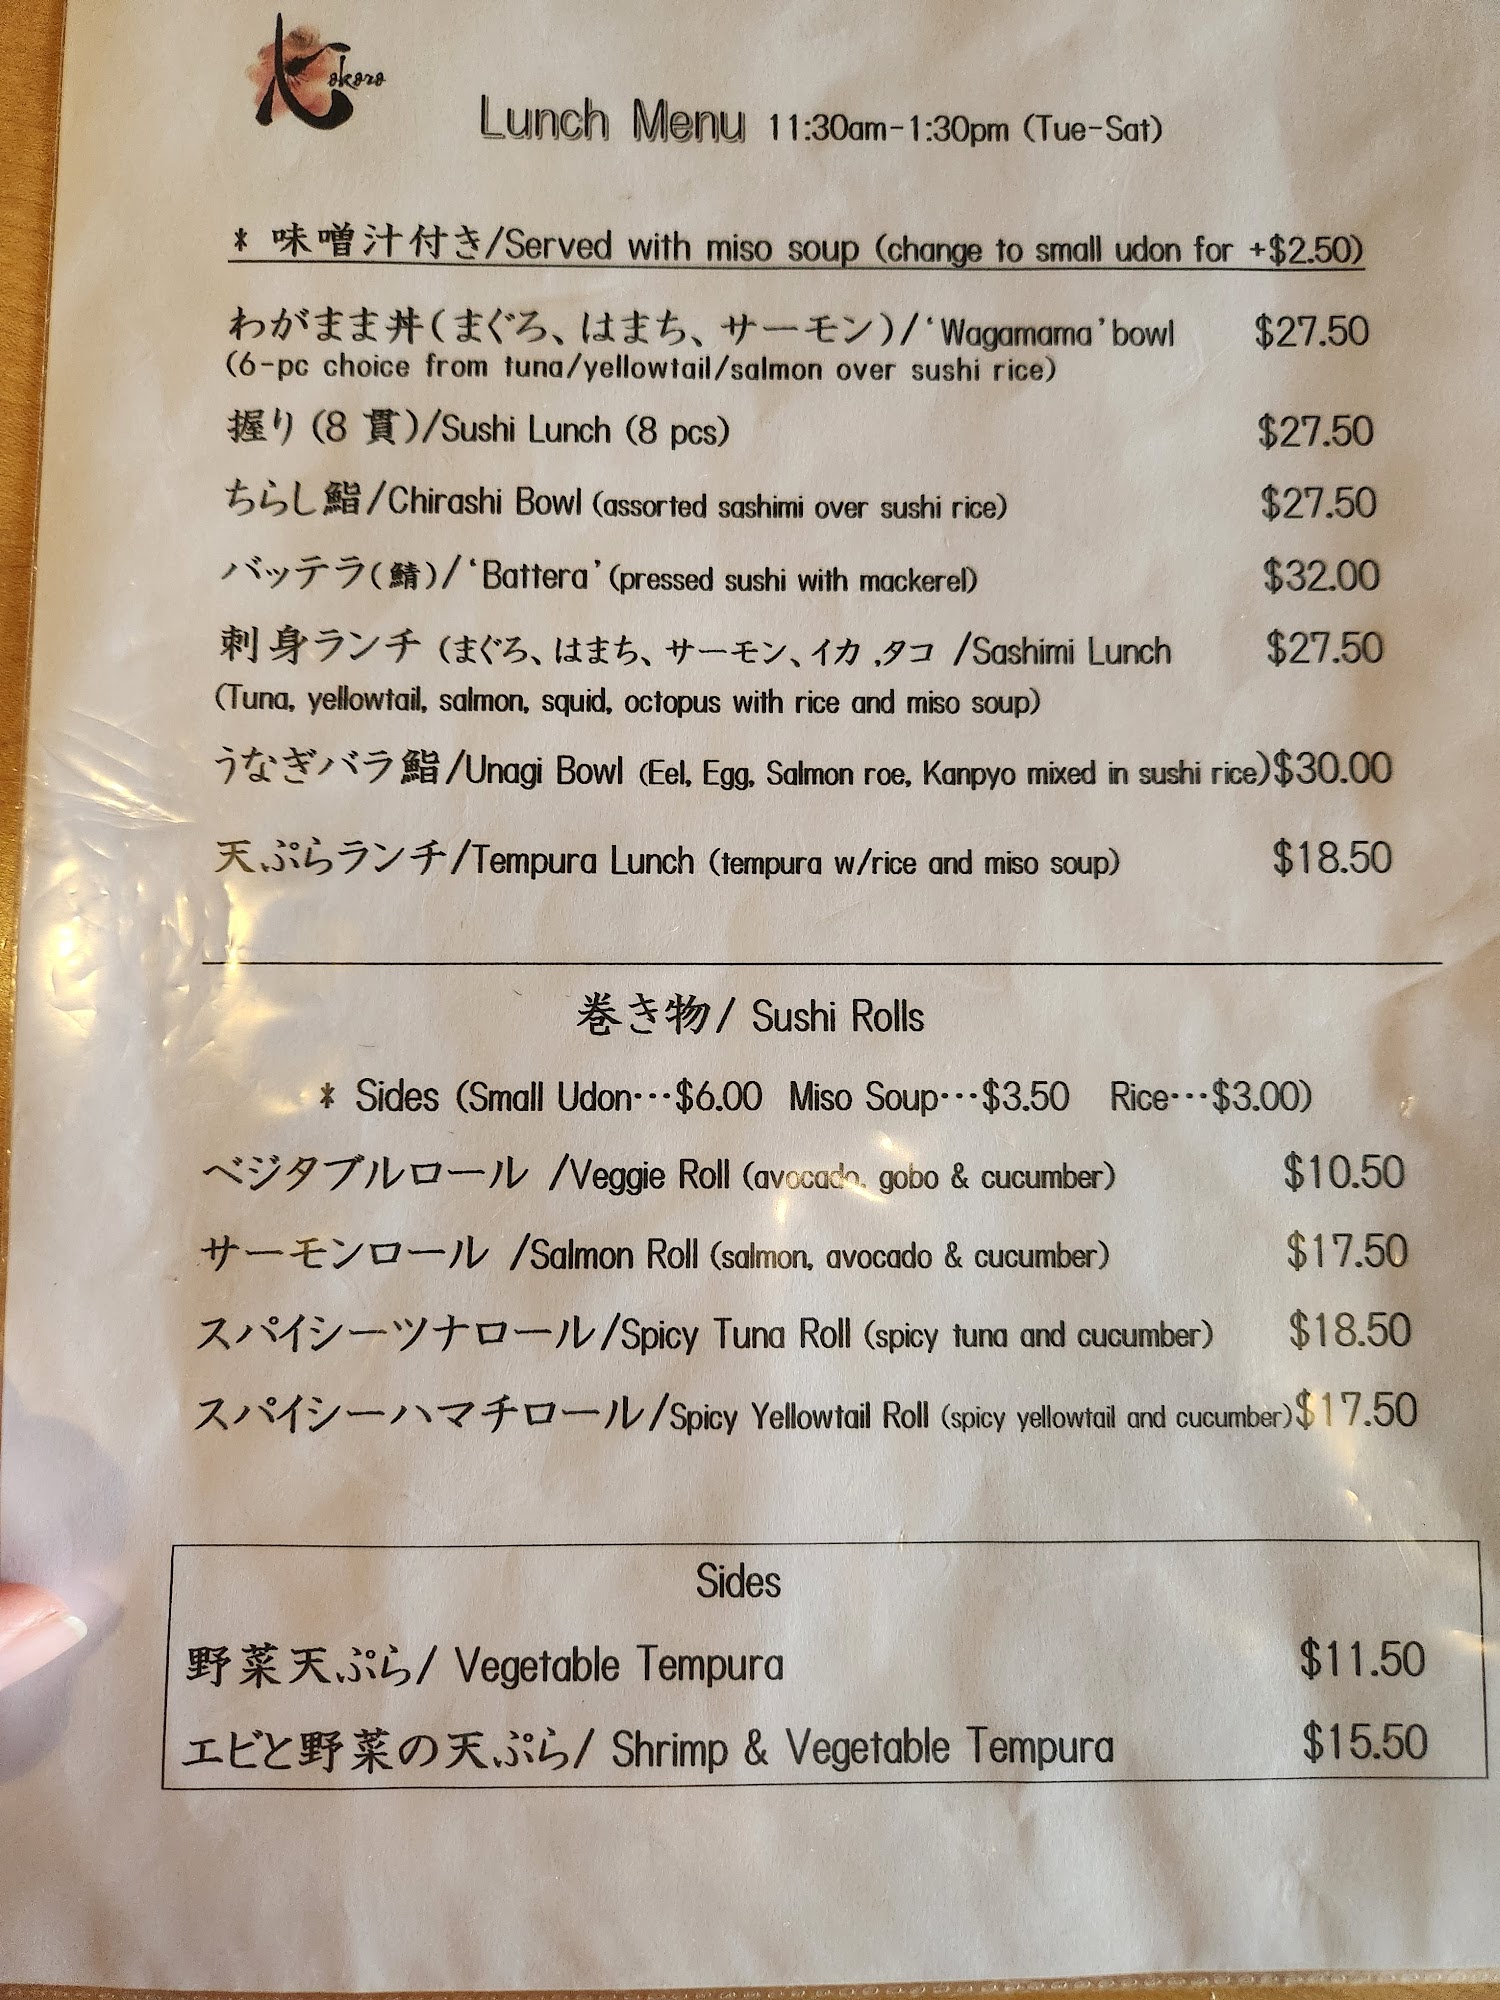 心okoro
Lunch Menu 11:30am-1:30pm (Tue-Sat)
* 味噌汁付き/Served with miso soup (change to small udon for +$2.50)
わがまま丼(まぐろ、はまち、サーモン)/'Wagamama'bowl $27.50
(6-pc choice from tuna/yellowtail/salmon over sushi rice)
握り(8 貫)/Sushi Lunch (8 pcs) $27.50
ちらし鮨/Chirashi Bowl (assorted sashimi over sushi rice) $27.50
バッテラ(鯖)/'Battera'(pressed sushi with mackerel) $32.00
刺身ランチ (まぐろ、はまち、サーモン、イカ ,タコ /Sashimi Lunch $27.50
(Tuna, yellowtail, salmon, squid, octopus with rice and miso soup)
うなぎバラ鮨/Unagi Bowl (Eel, Egg, Salmon roe, Kanpyo mixed in sushi rice)$30.00
天ぷらランチ/Tempura Lunch (tempura w/rice and miso soup) $18.50
巻き物/ Sushi Rolls
* Sides (Small Udon…$6.00 Miso Soup…$3.50 Rice…$3.00)
ベジタブルロール /Veggie Roll (avocado, gobo & cucumber) $10.50
サーモンロール /Salmon Roll (salmon, avocado & cucumber) $17.50
スパイシーツナロール/Spicy Tuna Roll (spicy tuna and cucumber) $18.50
スパイシーハマチロール/Spicy Yellowtail Roll (spicy yellowtail and cucumber)$17.50
Sides
野菜天ぷら/ Vegetable Tempura $11.50
エビと野菜の天ぷら/ Shrimp & Vegetable Tempura $15.50